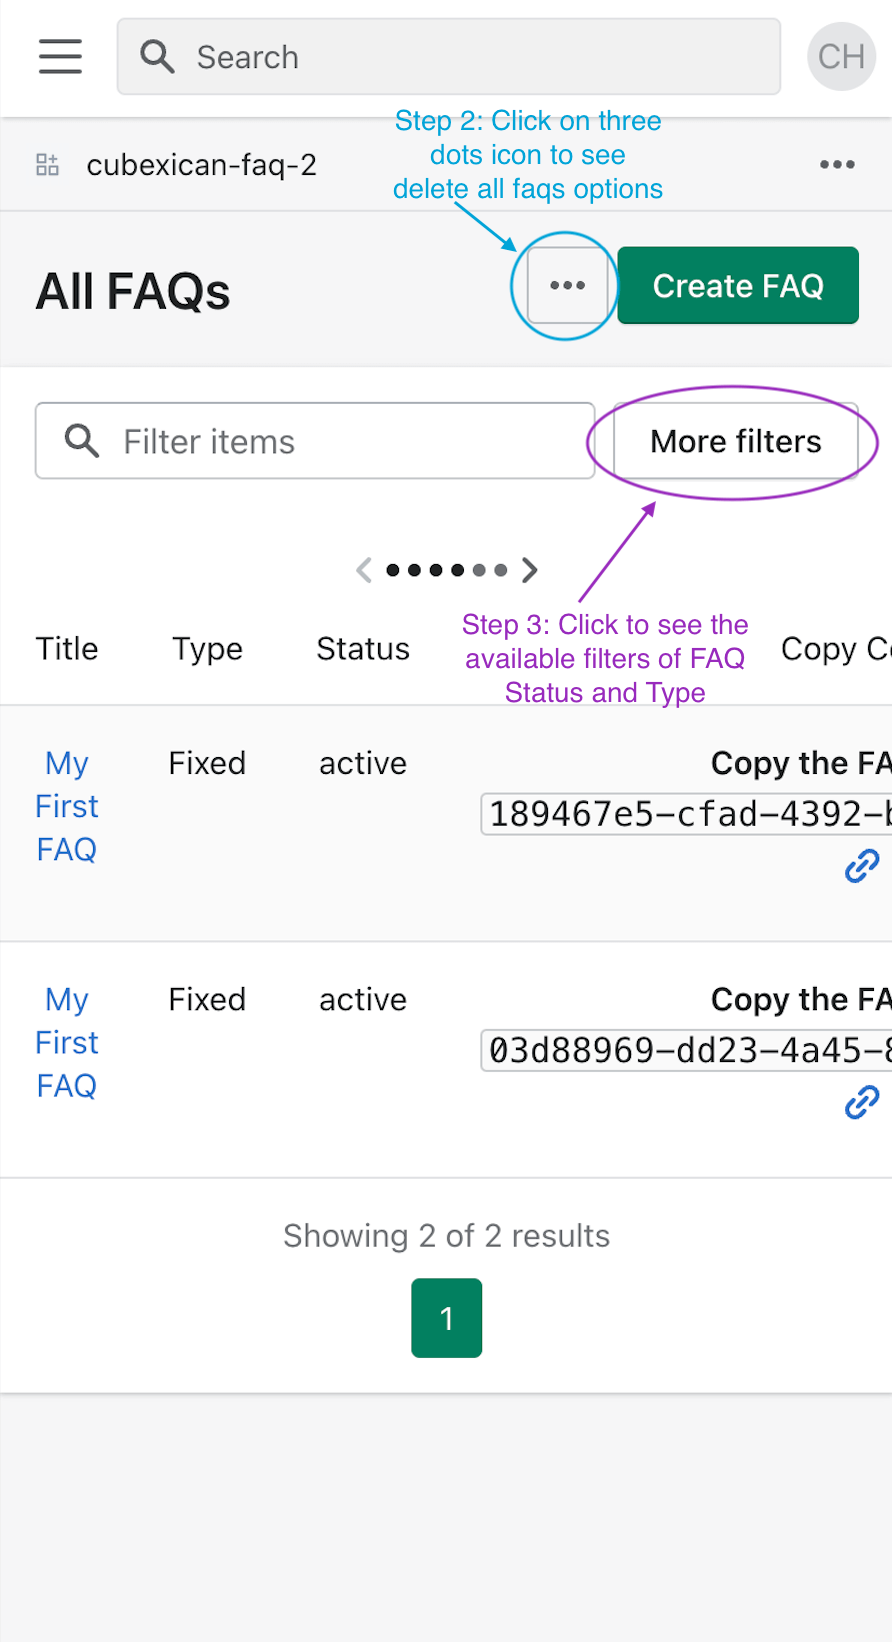 Search
CH
Step 2: Click on three
dots icon to see
delete all faqs options
cubexican-faq-2
All FAQs
Create FAQ
Filter items
More filters
Step 3: Click to see the
available filters of FAQ
Status and Type
Title Type Status Copy Co
My
First
FAQ
Fixed
active
Copy the FA
189467e5-cfad-4392-b
My
First
FAQ
Fixed
active
Copy the FA
03d88969-dd23-4a45-8
Showing 2 of 2 results
1